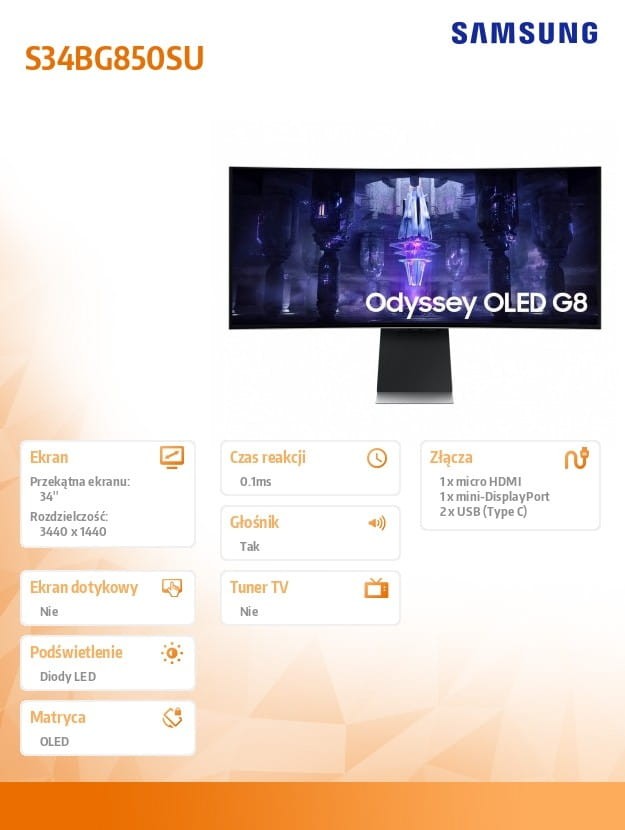 SAMSUNG
S34BG850SU
Odyssey OLED G8
Ekran
Przekątna ekranu:
34"
Rozdzielczość:
3440 x 1440
Czas reakcji
0.1ms
Głośnik
Tak
Złącza
1 x micro HDMI
1 x mini-DisplayPort
2 x USB (Type C)
Ekran dotykowy
Nie
Tuner TV
Nie
Podświetlenie
Diody LED
Matryca
OLED